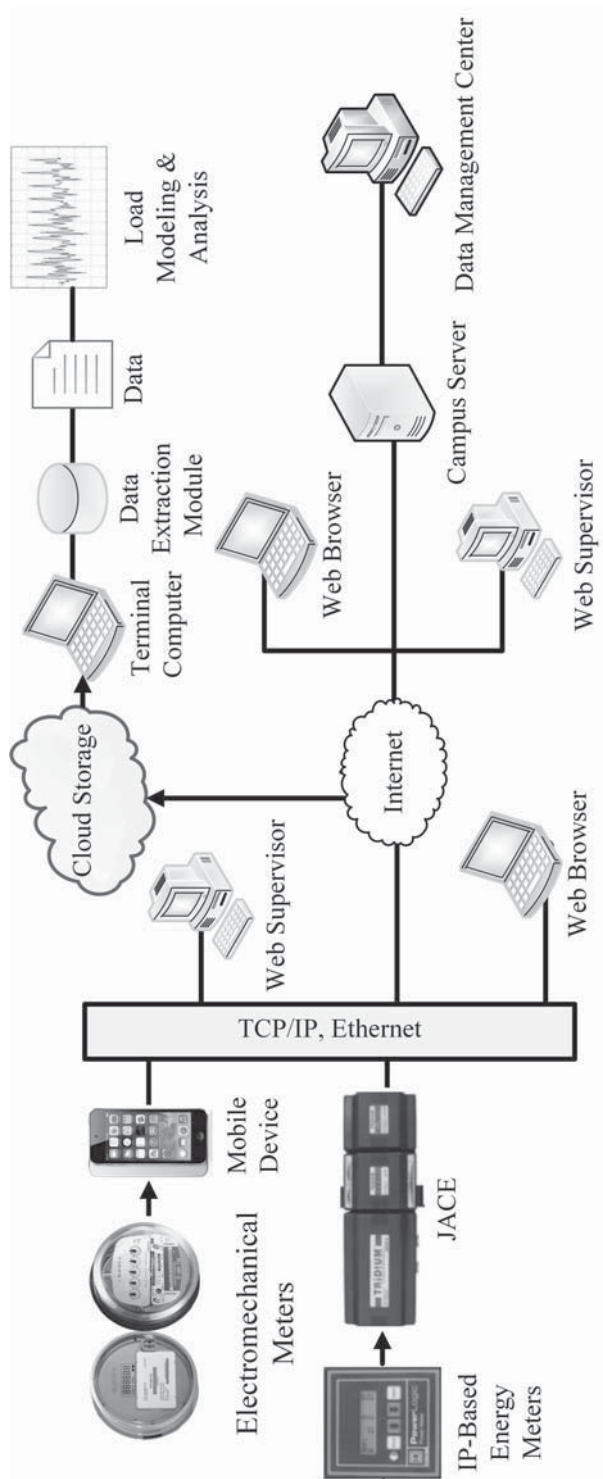 Electromechanical
Meters
Mobile
Device
IP-Based
Energy
Meters
PowerLogic
JACE
TRIDIUM
TCP/IP, Ethernet
Web Supervisor
Web Browser
Cloud Storage
Internet
Terminal
Computer
Data
Extraction
Module
Data
Load
Modeling &
Analysis
Web Browser
Web Supervisor
Campus Server
Data Management Center